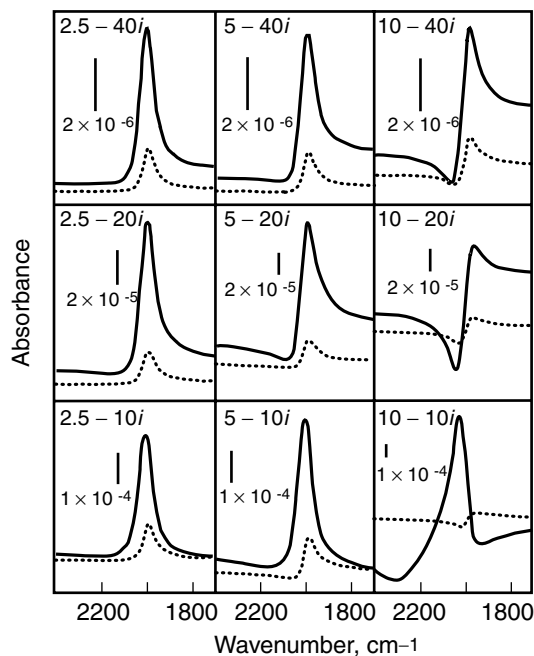 2.5 – 40i
5 – 40i
10 – 40i
2 × 10 -6
2 × 10 -6
2 × 10 -6
2.5 – 20i
5 – 20i
10 – 20i
2 × 10 -5
2 × 10 -5
2 × 10 -5
2.5 – 10i
5 – 10i
10 – 10i
1 × 10 -4
1 × 10 -4
1 × 10 -4
Absorbance
2200 1800 2200 1800 2200 1800
Wavenumber, cm–1